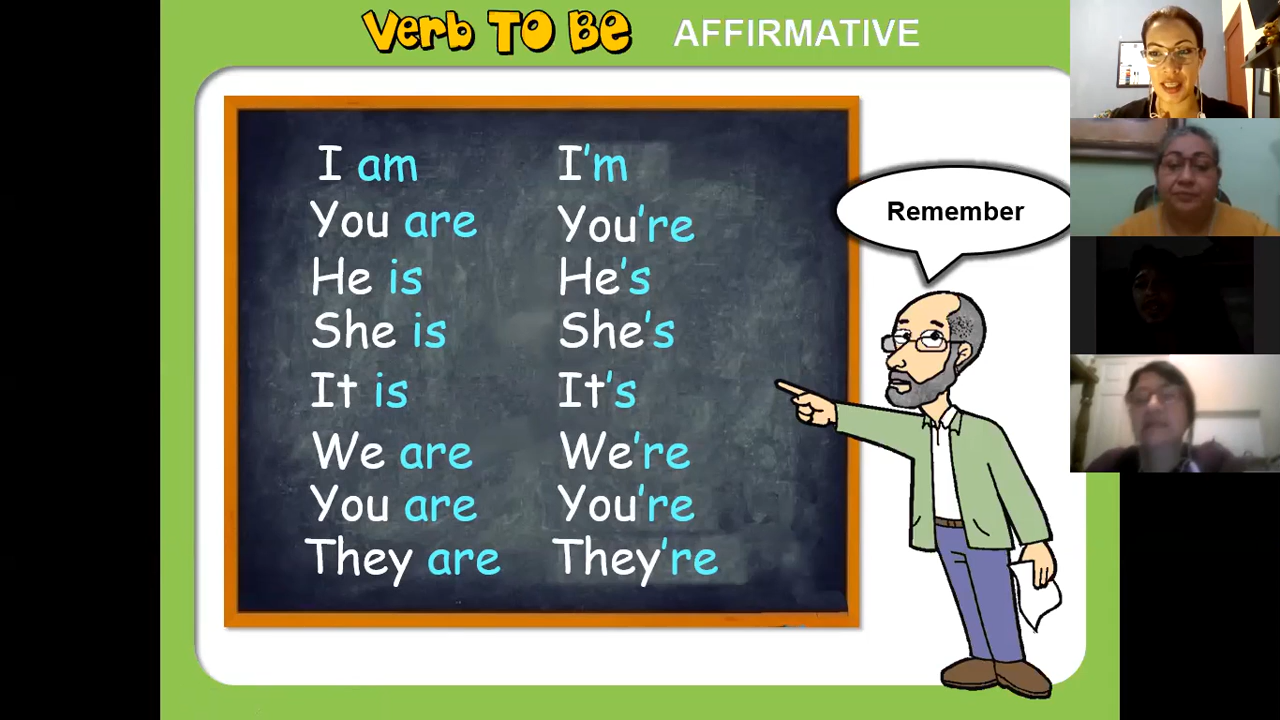 Verb TO BE AFFIRMATIVE
I am I'm
You are You're
He is He's
She is She's
It is It's
We are We're
You are You're
They are They're
Remember